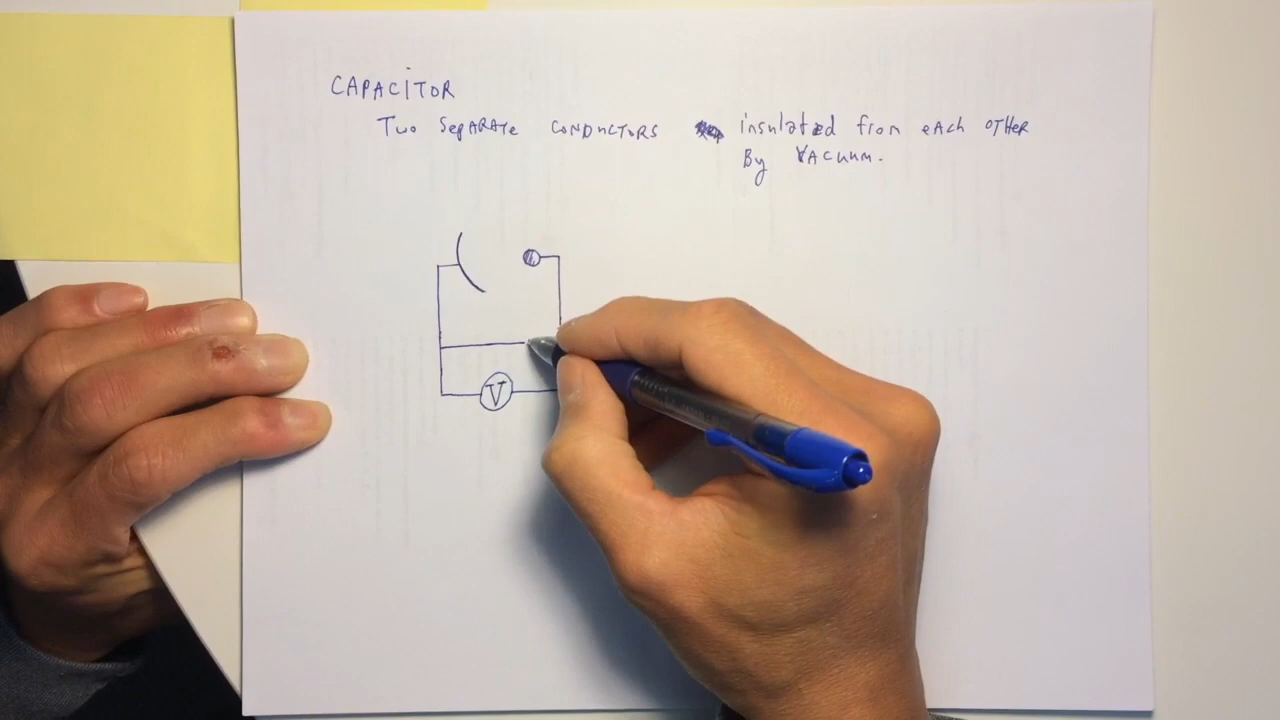 CAPACITOR
Two SepARATe CONDUCTORS insulated from eAch OTHer
By VAcuum.
V